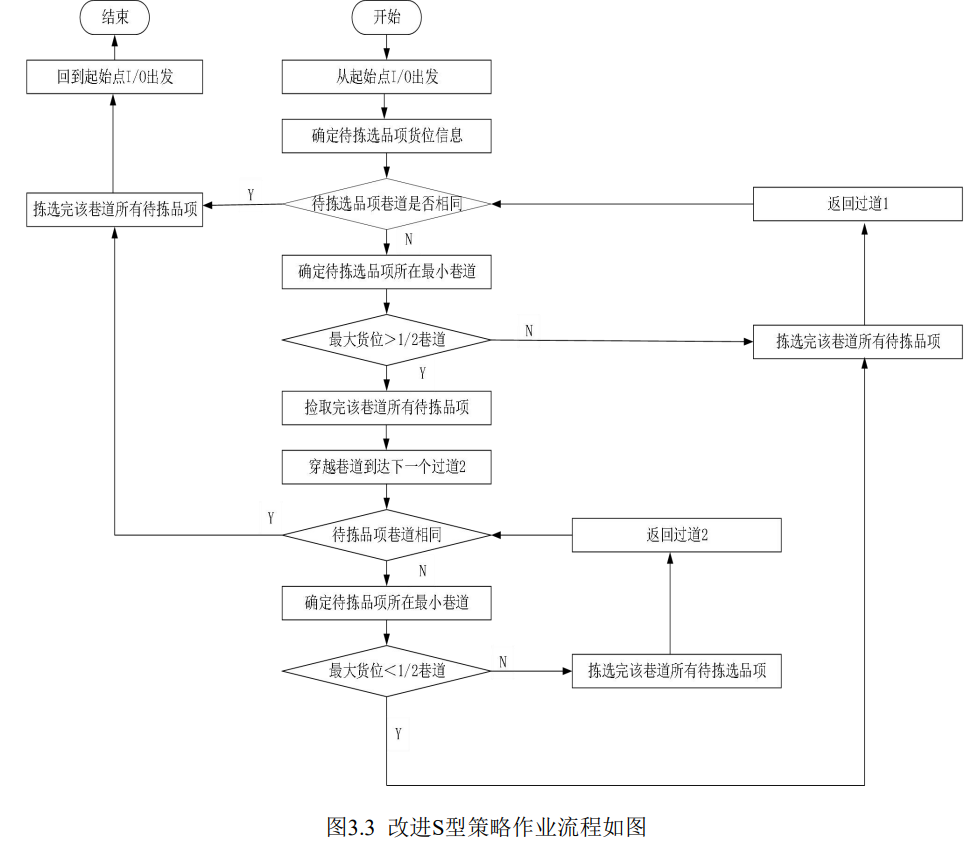 结束
开始
回到起始点I/O出发
从起始点I/O出发
确定待拣选品项货位信息
Y
待拣选品项巷道是否相同
返回过道1
拣选完该巷道所有待拣品项
N
确定待拣选品项所在最小巷道
最大货位>1/2巷道
N
拣选完该巷道所有待拣品项
Y
捡取完该巷道所有待拣品项
穿越巷道到达下一个过道2
Y
待拣品项巷道相同
返回过道2
N
确定待拣品项所在最小巷道
最大货位<1/2巷道
N
拣选完该巷道所有待拣选品项
Y
图3.3 改进S型策略作业流程如图